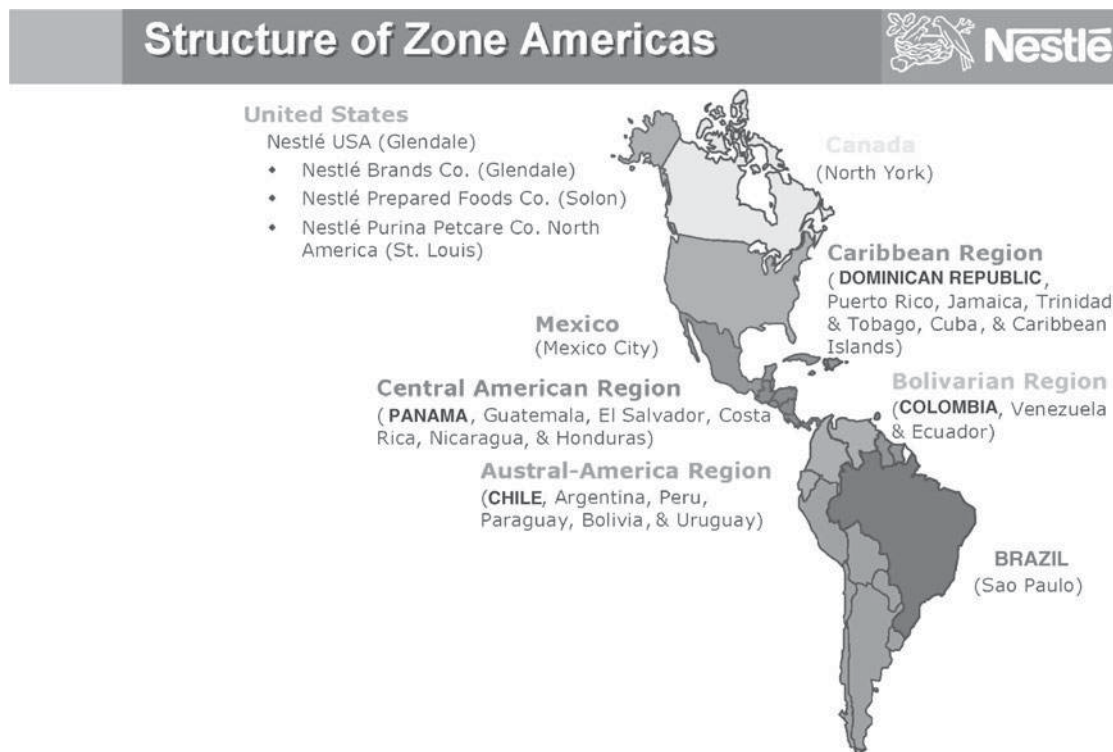 Structure of Zone Americas
Nestlé
United States
Nestlé USA (Glendale)
• Nestlé Brands Co. (Glendale)
• Nestlé Prepared Foods Co. (Solon)
• Nestlé Purina Petcare Co. North
America (St. Louis)
Canada
(North York)
Caribbean Region
( DOMINICAN REPUBLIC,
Puerto Rico, Jamaica, Trinidad
& Tobago, Cuba, & Caribbean
Islands)
Mexico
(Mexico City)
Central American Region
( PANAMA, Guatemala, El Salvador, Costa
Rica, Nicaragua, & Honduras)
Bolivarian Region
(COLOMBIA, Venezuela
& Ecuador)
Austral-America Region
(CHILE, Argentina, Peru,
Paraguay, Bolivia, & Uruguay)
BRAZIL
(Sao Paulo)